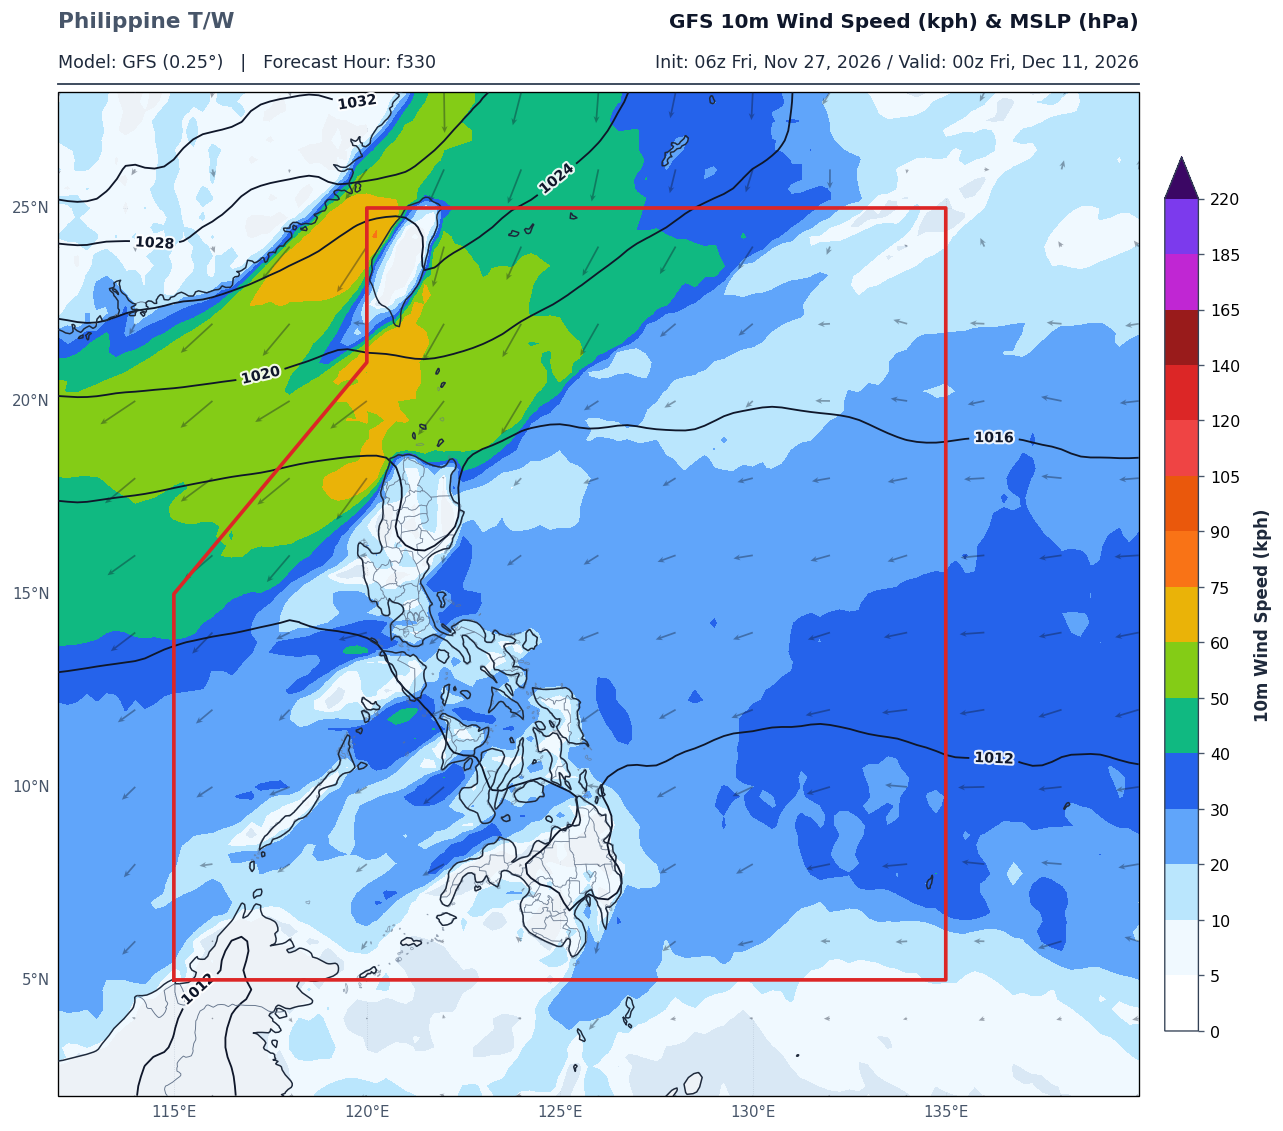 Philippine T/W
GFS 10m Wind Speed (kph) & MSLP (hPa)
Model: GFS (0.25°) | Forecast Hour: f330
Init: 06z Fri, Nov 27, 2026 / Valid: 00z Fri, Dec 11, 2026
1032
1024
1028
1020
1016
1012
1012
25°N
20°N
15°N
10°N
5°N
115°E
120°E
125°E
130°E
135°E
220
185
165
140
120
105
90
75
60
50
40
30
20
10
5
0
10m Wind Speed (kph)